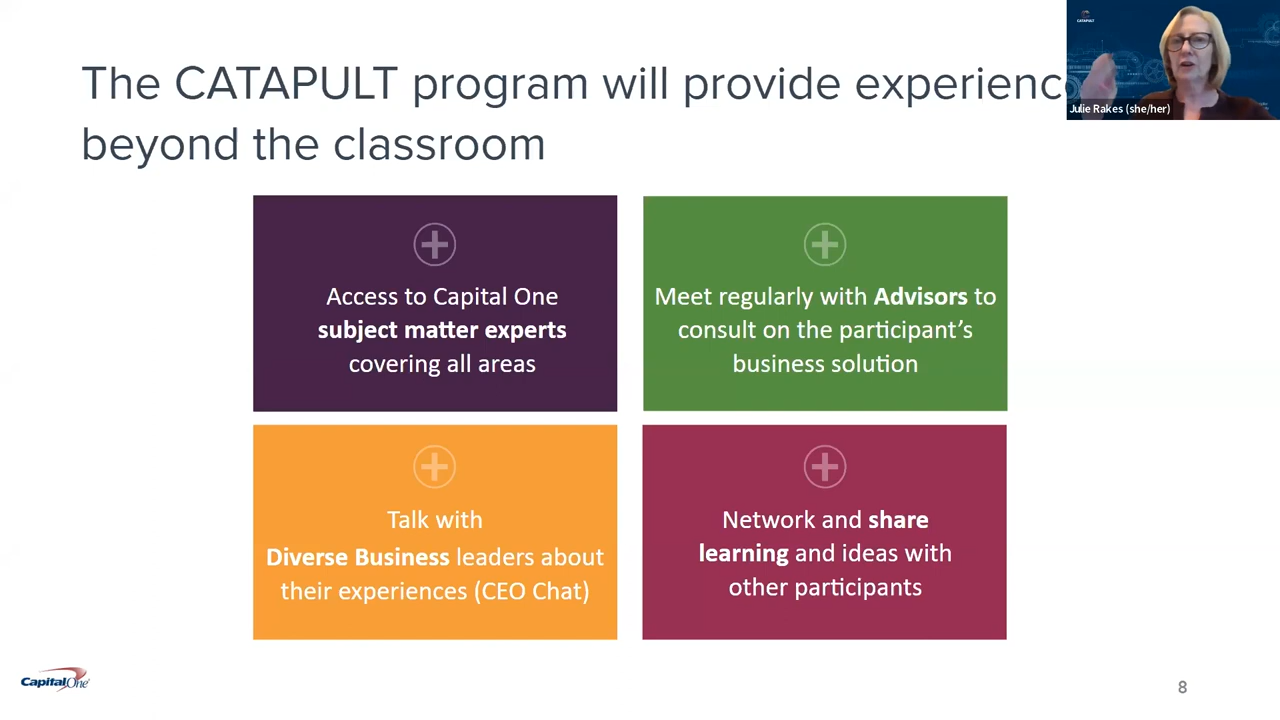 The CATAPULT program will provide experienc
beyond the classroom
CATAPULT
Julie Rakes (she/her)
Access to Capital One
subject matter experts
covering all areas
Meet regularly with Advisors to
consult on the participant's
business solution
Talk with
Diverse Business leaders about
their experiences (CEO Chat)
Network and share
learning and ideas with
other participants
Capital One
8